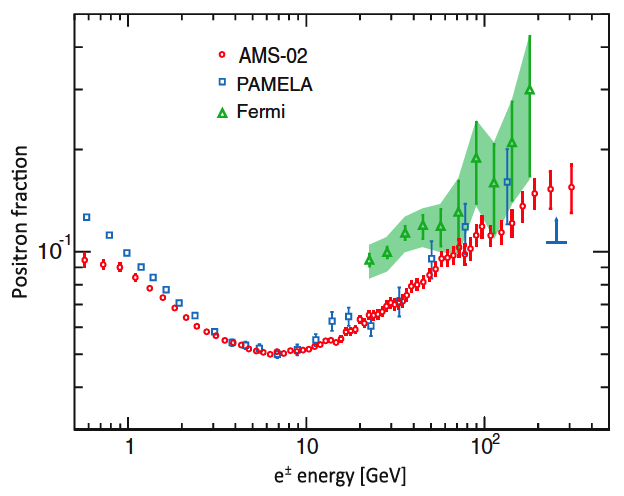 AMS-02
PAMELA
Fermi
Positron fraction
10⁻¹
1
10
10²
e± energy [GeV]